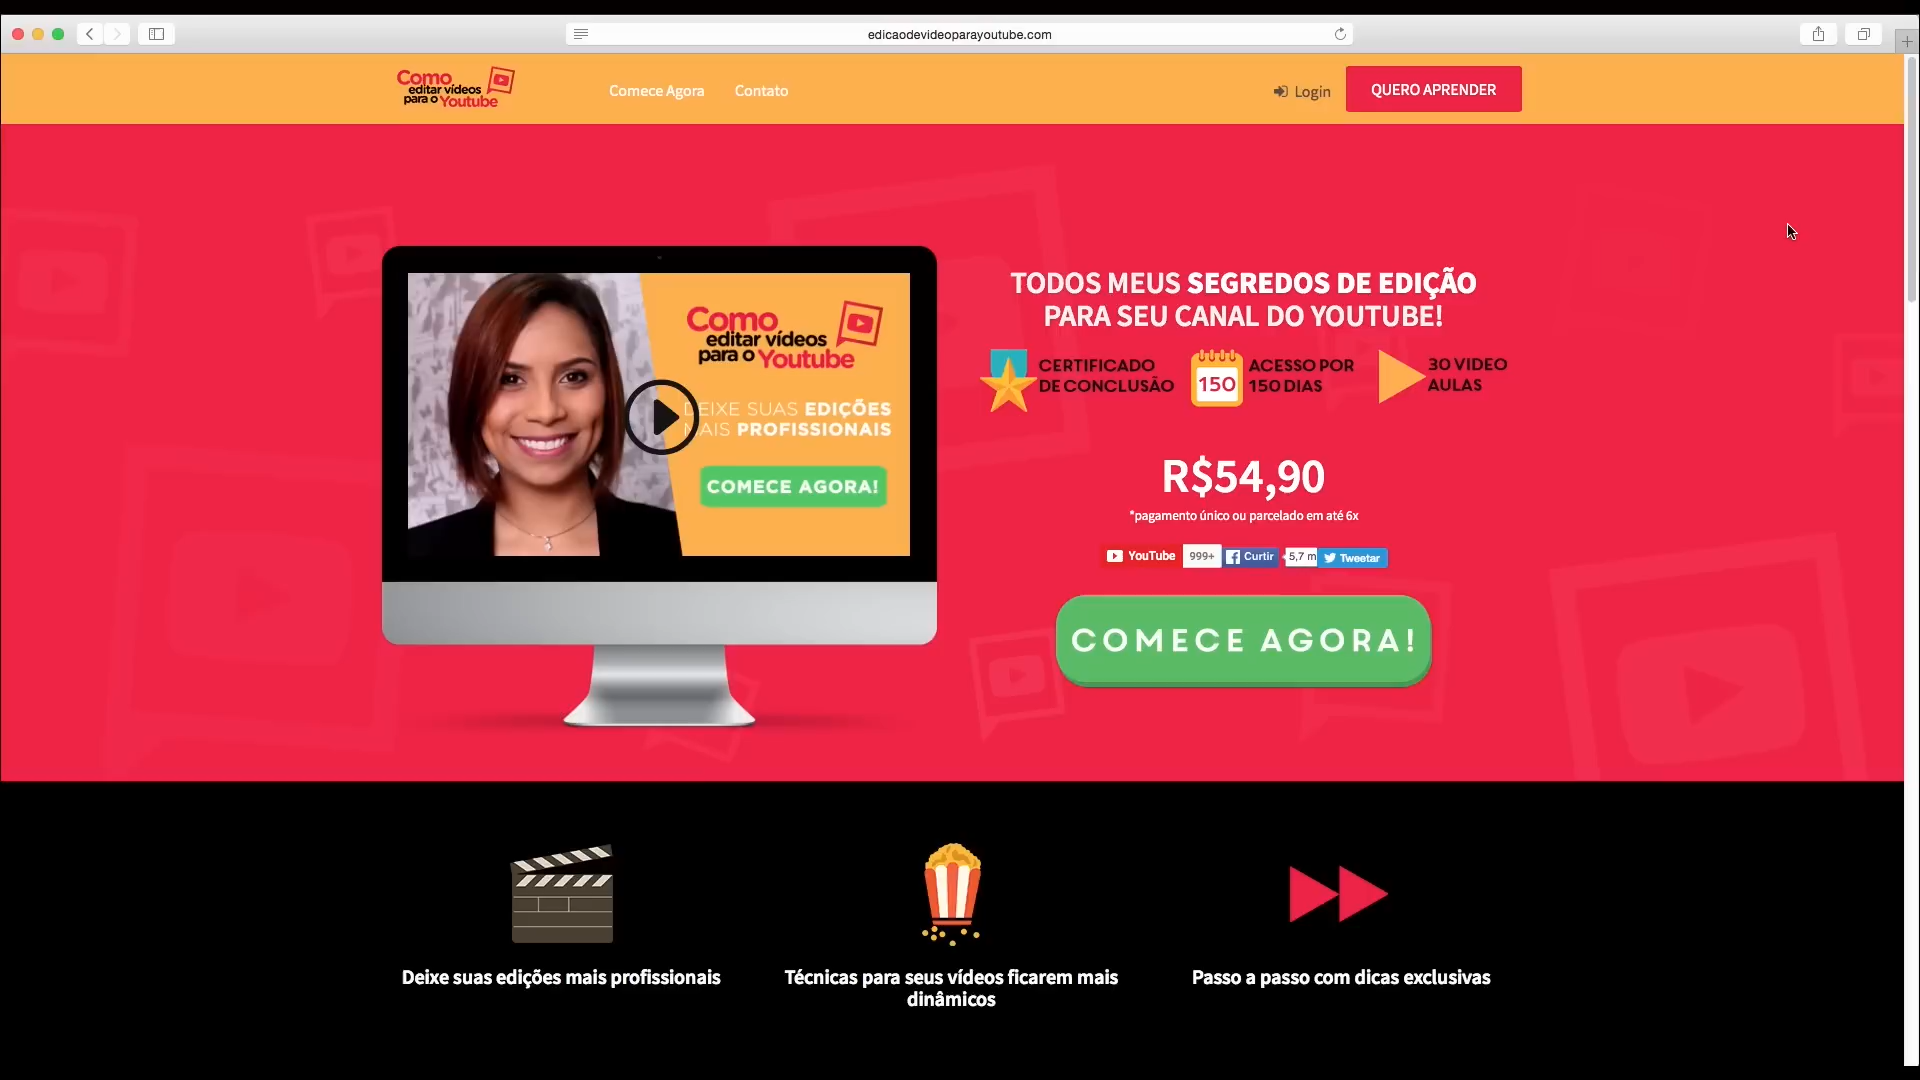 edicaodevideoparayoutube.com
Como
editar vídeos
para o Youtube
Comece Agora
Contato
Login
QUERO APRENDER
Como
editar vídeos
para o Youtube
DEIXE SUAS EDIÇÕES
MAIS PROFISSIONAIS
COMECE AGORA!
TODOS MEUS SEGREDOS DE EDIÇÃO
PARA SEU CANAL DO YOUTUBE!
CERTIFICADO
DE CONCLUSÃO
150
ACESSO POR
150 DIAS
30 VIDEO
AULAS
R$54,90
*pagamento único ou parcelado em até 6x
YouTube 999+ Curtir 5,7 m Tweetar
COMECE AGORA!
Deixe suas edições mais profissionais
Técnicas para seus vídeos ficarem mais
dinâmicos
Passo a passo com dicas exclusivas